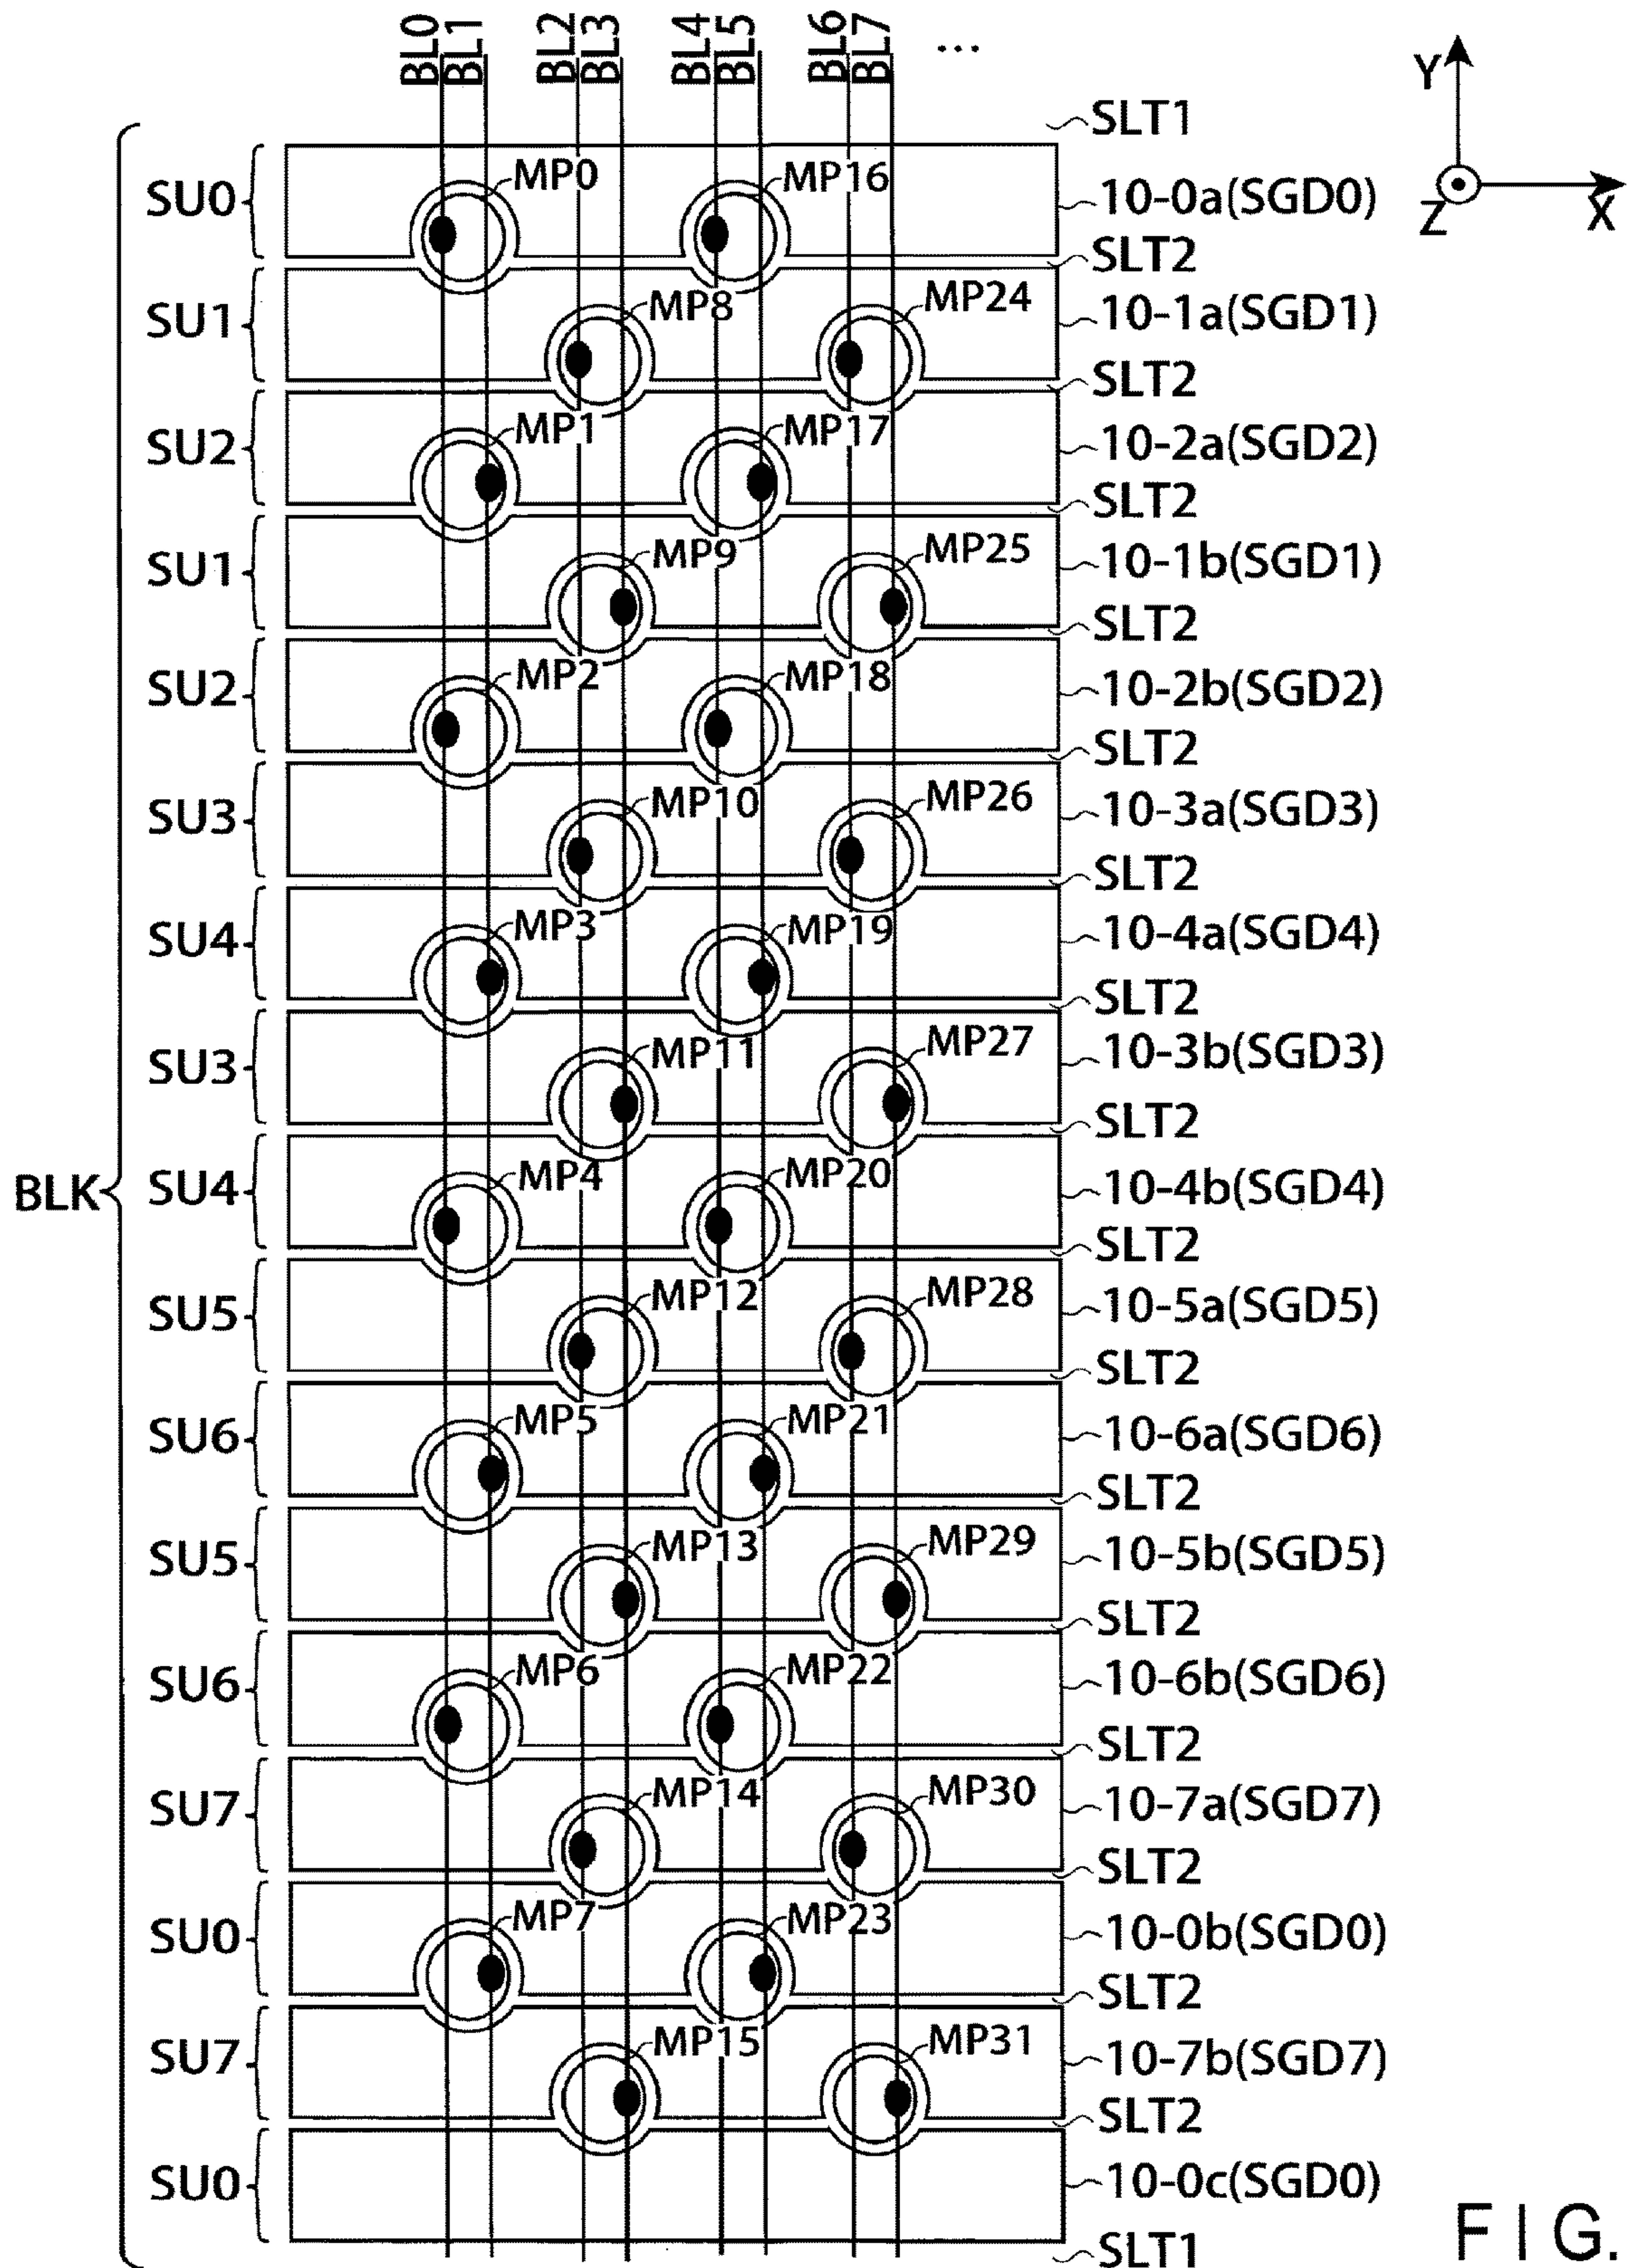 BL0
BL1
BL2
BL3
BL4
BL5
BL6
BL7
...
Y
Z
X
SLT1
SU0
MP0
MP16
10-0a(SGD0)
SLT2
SU1
MP8
MP24
10-1a(SGD1)
SLT2
SU2
MP1
MP17
10-2a(SGD2)
SLT2
SU1
MP9
MP25
10-1b(SGD1)
SLT2
SU2
MP2
MP18
10-2b(SGD2)
SLT2
SU3
MP10
MP26
10-3a(SGD3)
SLT2
SU4
MP3
MP19
10-4a(SGD4)
SLT2
SU3
MP11
MP27
10-3b(SGD3)
SLT2
BLK
SU4
MP4
MP20
10-4b(SGD4)
SLT2
SU5
MP12
MP28
10-5a(SGD5)
SLT2
SU6
MP5
MP21
10-6a(SGD6)
SLT2
SU5
MP13
MP29
10-5b(SGD5)
SLT2
SU6
MP6
MP22
10-6b(SGD6)
SLT2
SU7
MP14
MP30
10-7a(SGD7)
SLT2
SU0
MP7
MP23
10-0b(SGD0)
SLT2
SU7
MP15
MP31
10-7b(SGD7)
SLT2
SU0
10-0c(SGD0)
SLT1
FIG.